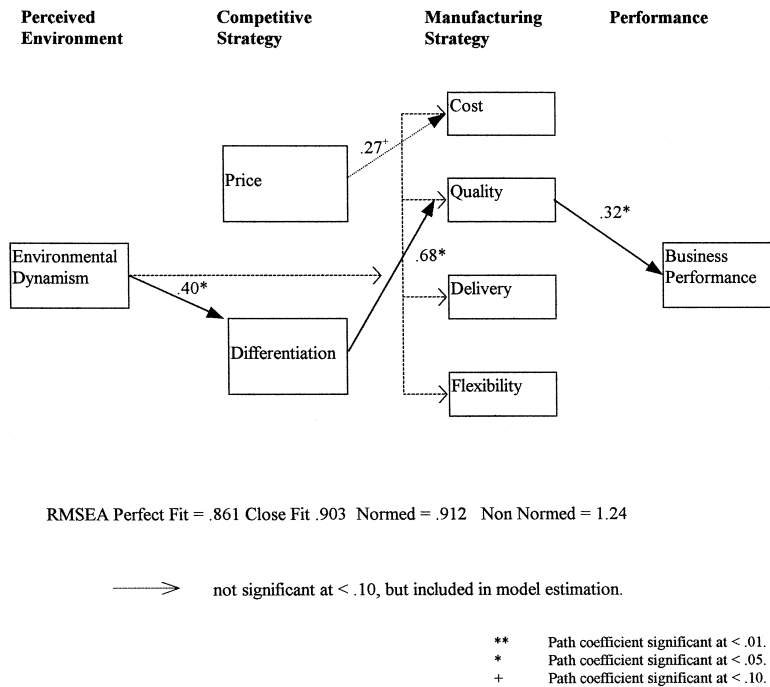 Perceived Environment
Competitive Strategy
Manufacturing Strategy
Performance
Cost
.27+
Price
Quality
.32*
Environmental Dynamism
.68*
Business Performance
.40*
Delivery
Differentiation
Flexibility
RMSEA Perfect Fit = .861 Close Fit .903 Normed = .912 Non Normed = 1.24
not significant at < .10, but included in model estimation.
** Path coefficient significant at < .01.
* Path coefficient significant at < .05.
+ Path coefficient significant at < .10.